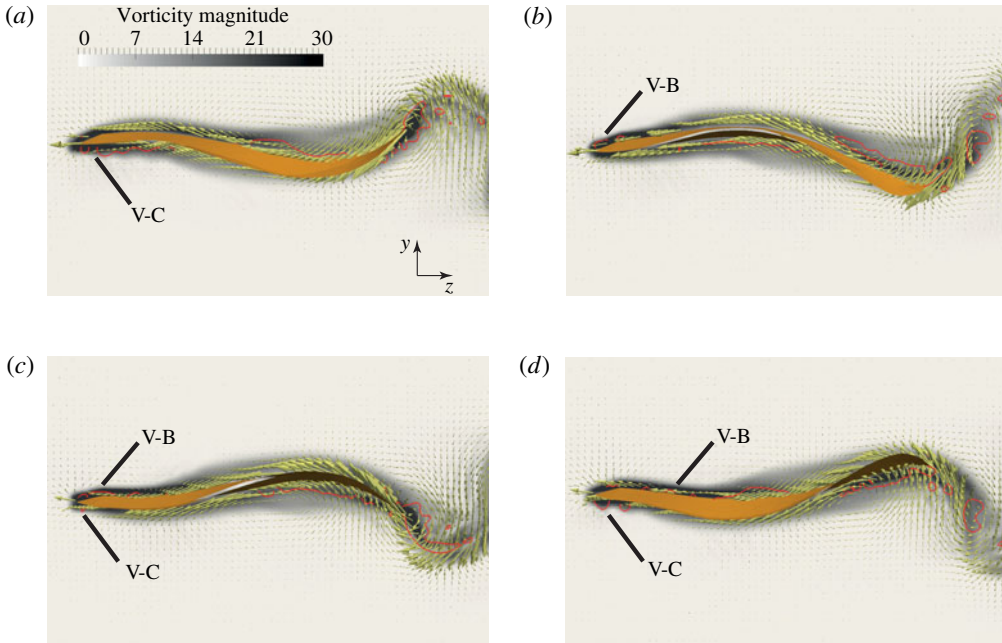 (a)
Vorticity magnitude
0 7 14 21 30
V-C
y
z
(b)
V-B
(c)
V-B
V-C
(d)
V-B
V-C